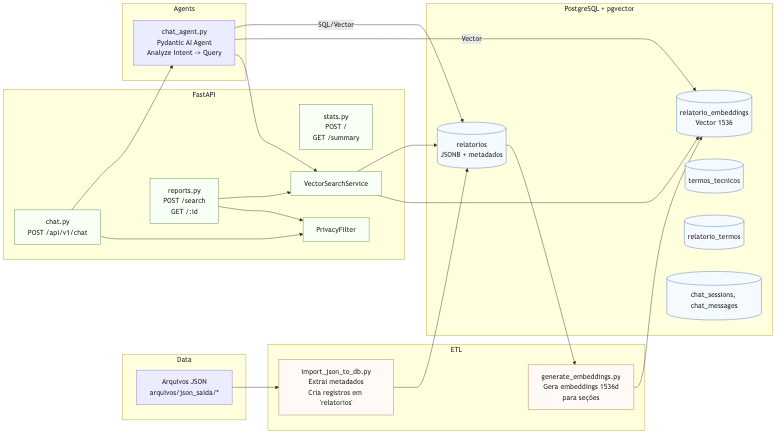 Agents
chat_agent.py
Pydantic AI Agent
Analyze Intent -> Query
SQL/Vector
Vector
PostgreSQL + pgvector
relatorios
JSONB + metadados
relatorio_embeddings
Vector 1536
termos_tecnicos
relatorio_termos
chat_sessions,
chat_messages
FastAPI
stats.py
POST /
GET /summary
reports.py
POST /search
GET /:id
VectorSearchService
chat.py
POST /api/v1/chat
PrivacyFilter
Data
Arquivos JSON
arquivos/json_saida/*
ETL
import_json_to_db.py
Extrai metadados
Cria registros em
'relatorios'
generate_embeddings.py
Gera embeddings 1536d
para seções